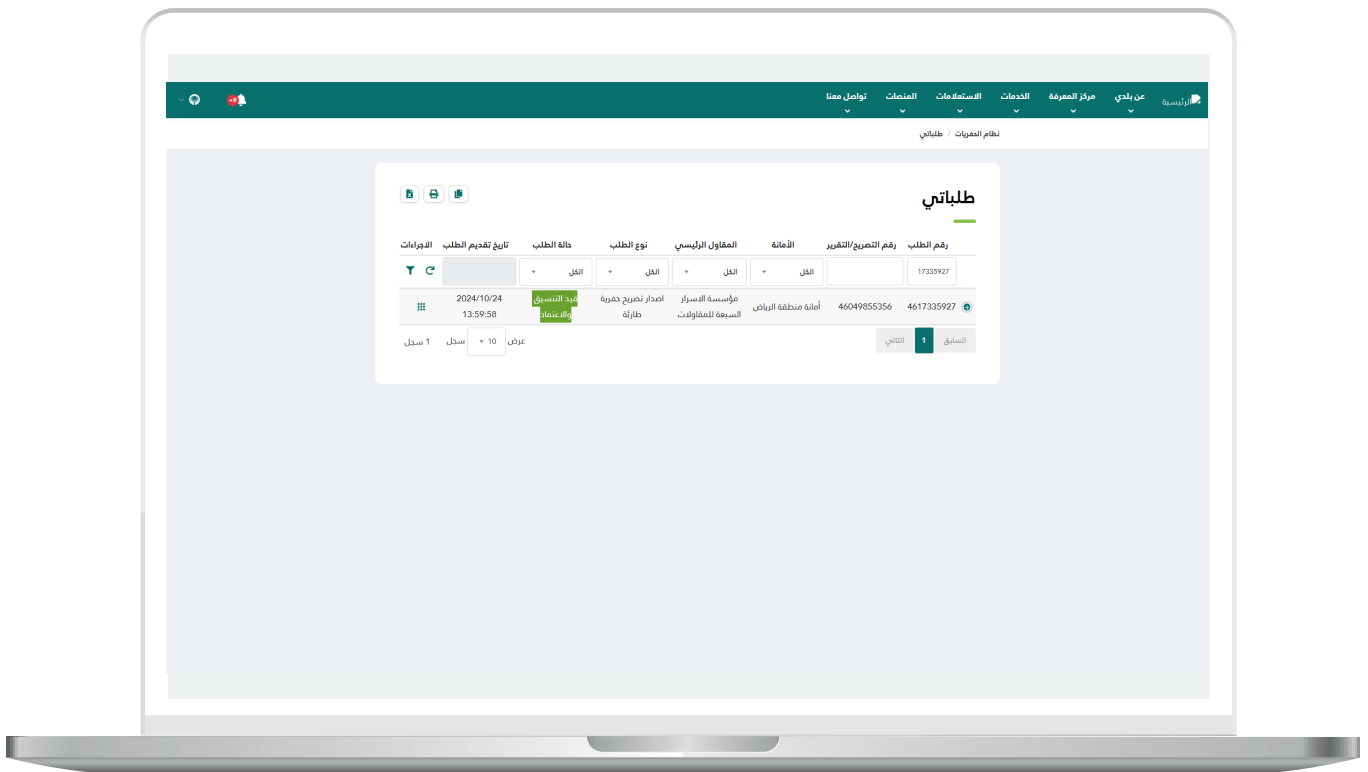 الرئيسية
عن بلدي
مركز المعرفة
الخدمات
الاستعلامات
المنصات
تواصل معنا
+9
نظام الحفريات / طلباتي
طلباتي
رقم الطلب رقم التصريح/التقرير الأمانة المقاول الرئيسي نوع الطلب حالة الطلب تاريخ تقديم الطلب الاجراءات
17335927 الكل الكل الكل الكل
4617335927 46049855356 أمانة منطقة الرياض
مؤسسة الاسرار
السبعة للمقاولات
اصدار تصريح حفرية
طارئة
قيد التنسيق
والاعتماد
2024/10/24
13:59:58
السابق 1 التالي
عرض 10 سجل 1 سجل